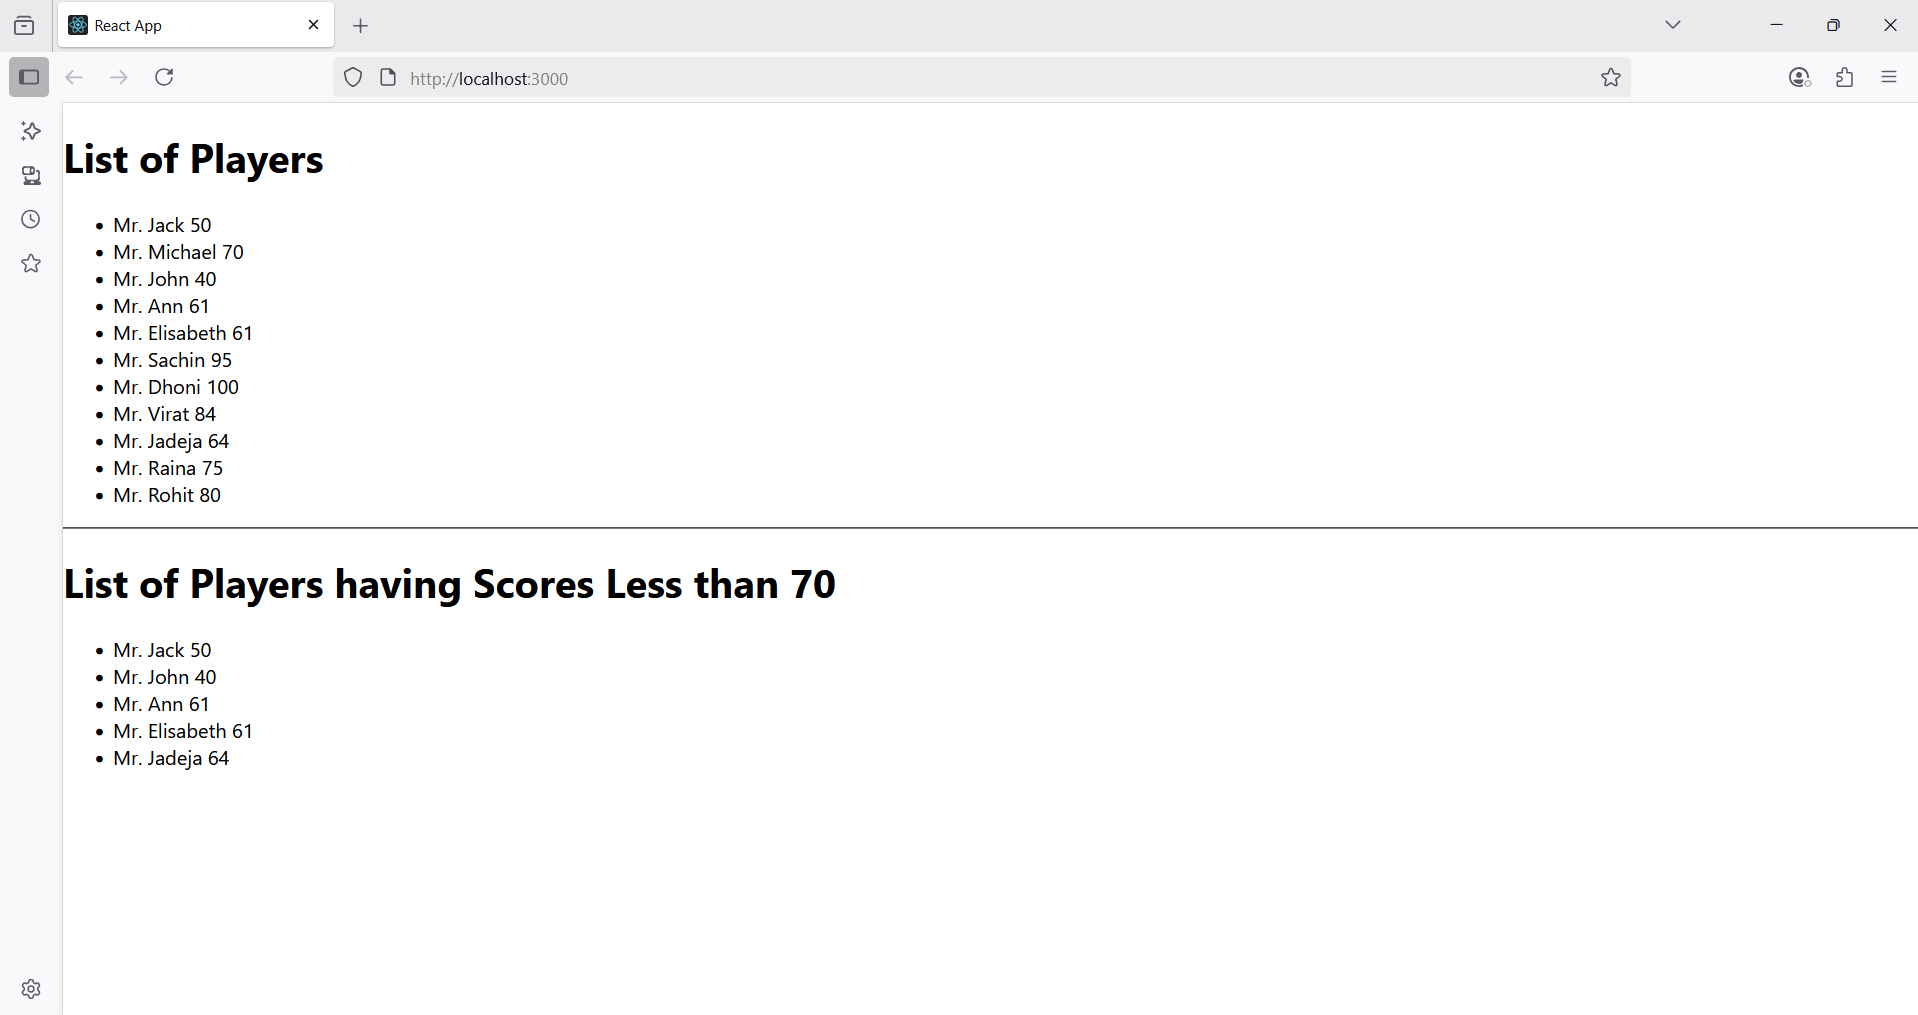 React App
http://localhost:3000
List of Players
Mr. Jack 50
Mr. Michael 70
Mr. John 40
Mr. Ann 61
Mr. Elisabeth 61
Mr. Sachin 95
Mr. Dhoni 100
Mr. Virat 84
Mr. Jadeja 64
Mr. Raina 75
Mr. Rohit 80
List of Players having Scores Less than 70
Mr. Jack 50
Mr. John 40
Mr. Ann 61
Mr. Elisabeth 61
Mr. Jadeja 64